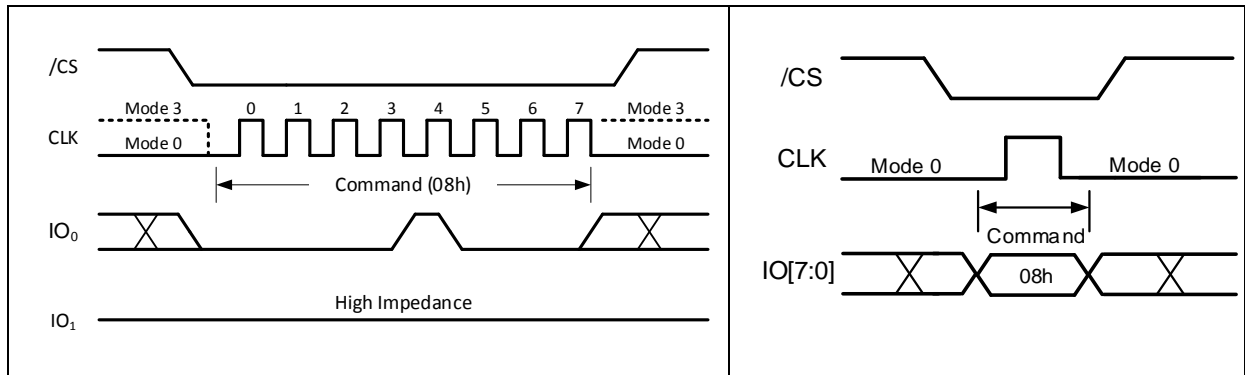 /CS
Mode 3 0 1 2 3 4 5 6 7 Mode 3
CLK
Mode 0 Mode 0
Command (08h)
IO0
High Impedance
IO1
/CS
CLK Mode 0 Mode 0
Command
IO[7:0] 08h